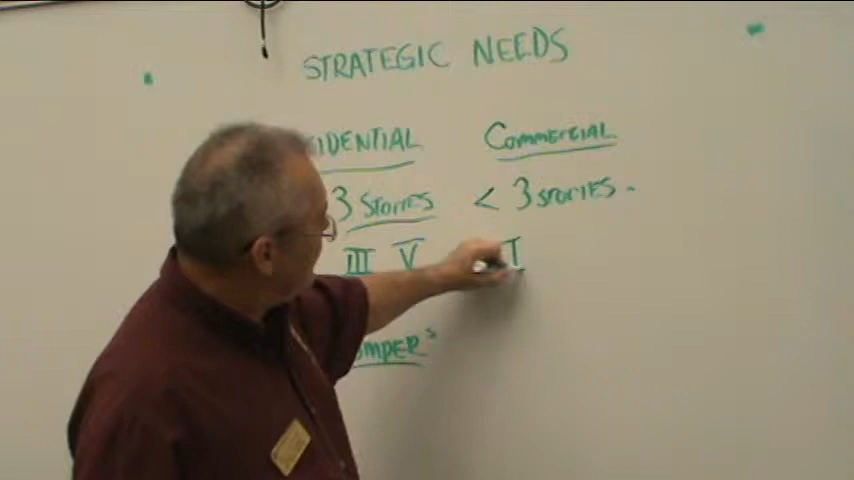 STRATEGIC NEEDS
IDENTIAL COMMERCIAL
3 STORIES < 3 STORIES.
III V I
MPER'S